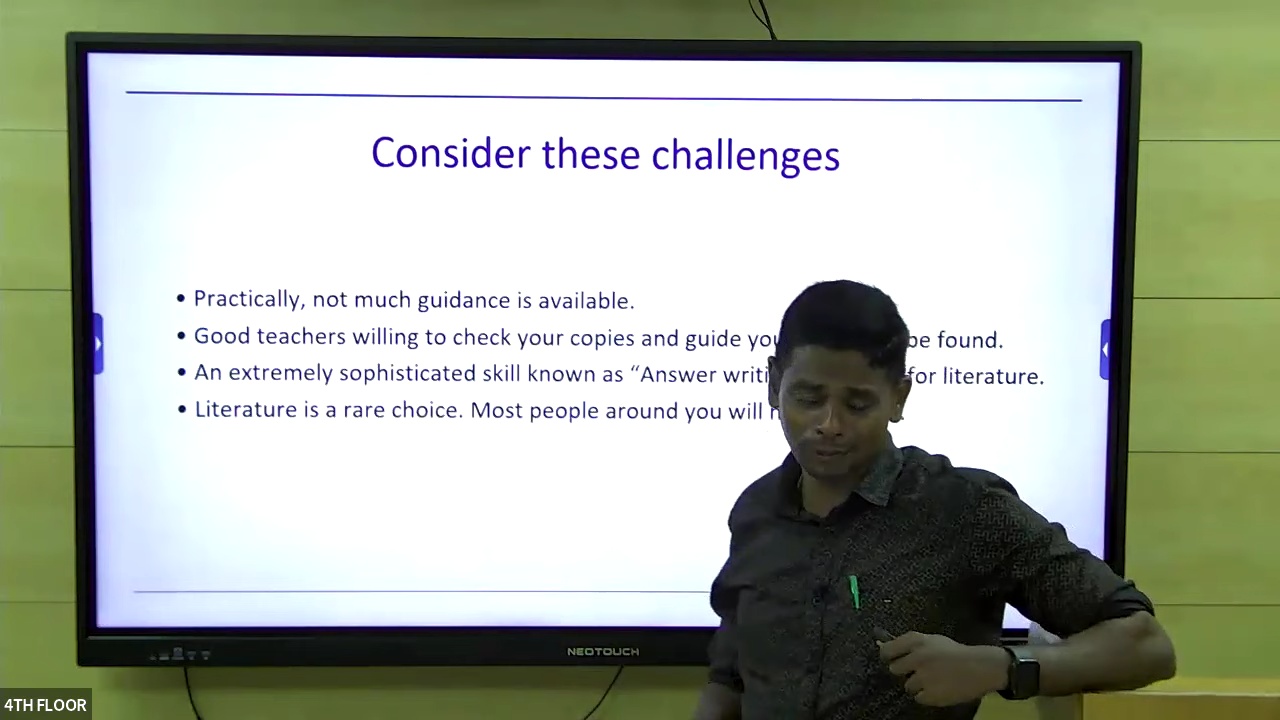 Consider these challenges
• Practically, not much guidance is available.
• Good teachers willing to check your copies and guide be found.
• An extremely sophisticated skill known as “Answer for literature.
• Literature is a rare choice. Most people around you will
NEOTOUCH
4TH FLOOR